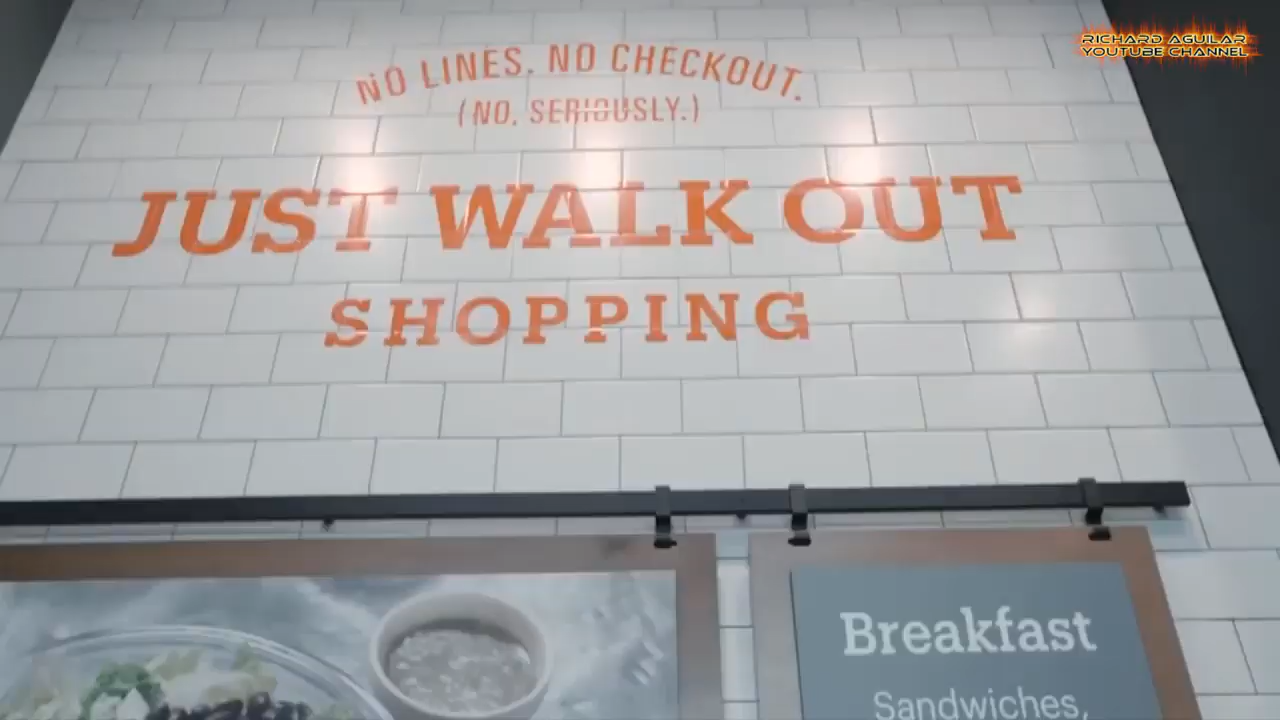 RICHARD AGUILAR
YOUTUBE CHANNEL
NO LINES. NO CHECKOUT.
(NO, SERIOUSLY.)
JUST WALK OUT
SHOPPING
Breakfast
Sandwiches,